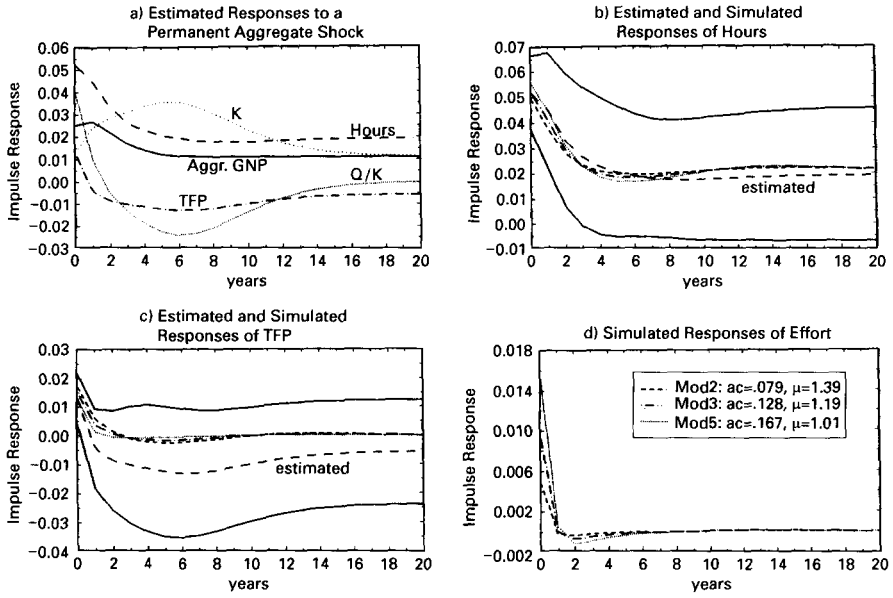 a) Estimated Responses to a
Permanent Aggregate Shock
Impulse Response
0.06
0.05
0.04
0.03
0.02
0.01
0.00
−0.01
−0.02
−0.03
K
Hours
Aggr. GNP
Q/K
TFP
0 2 4 6 8 10 12 14 16 18 20
years
b) Estimated and Simulated
Responses of Hours
Impulse Response
0.07
0.06
0.05
0.04
0.03
0.02
0.01
0.00
−0.01
estimated
0 2 4 6 8 10 12 14 16 18 20
years
c) Estimated and Simulated
Responses of TFP
Impulse Response
0.03
0.02
0.01
0.00
−0.01
−0.02
−0.03
−0.04
estimated
0 2 4 6 8 10 12 14 16 18 20
years
d) Simulated Responses of Effort
Impulse Response
0.018
0.014
0.010
0.006
0.002
−0.002
Mod2: ac=.079, μ=1.39
Mod3: ac=.128, μ=1.19
Mod5: ac=.167, μ=1.01
0 2 4 6 8 10 12 14 16 18 20
years